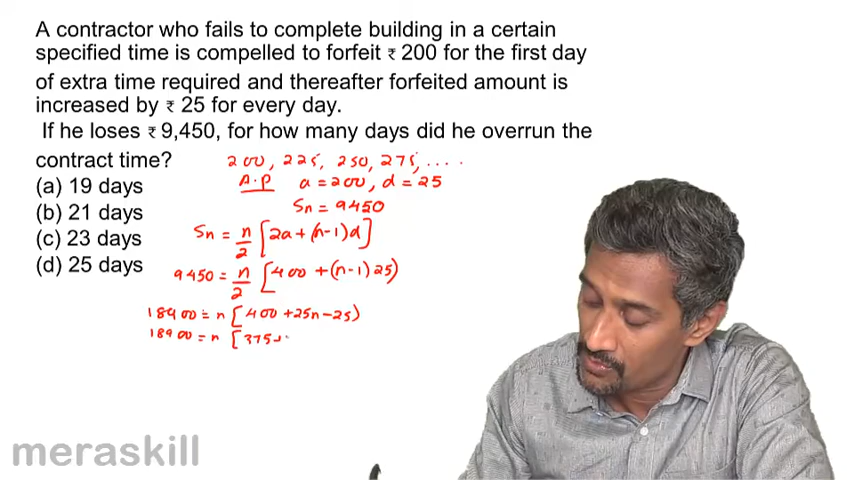 A contractor who fails to complete building in a certain
specified time is compelled to forfeit ₹ 200 for the first day
of extra time required and thereafter forfeited amount is
increased by ₹ 25 for every day.
If he loses ₹ 9,450, for how many days did he overrun the
contract time?
200, 225, 250, 275, ....
(a) 19 days
A.P a = 200, d = 25
(b) 21 days
Sn = 9450
(c) 23 days
Sn = n/2 [2a+(n-1)d]
(d) 25 days
9450 = n/2 [400 +(n-1)25)
18900 = n [400 +25n-25)
18900 = n [375+
meraskill